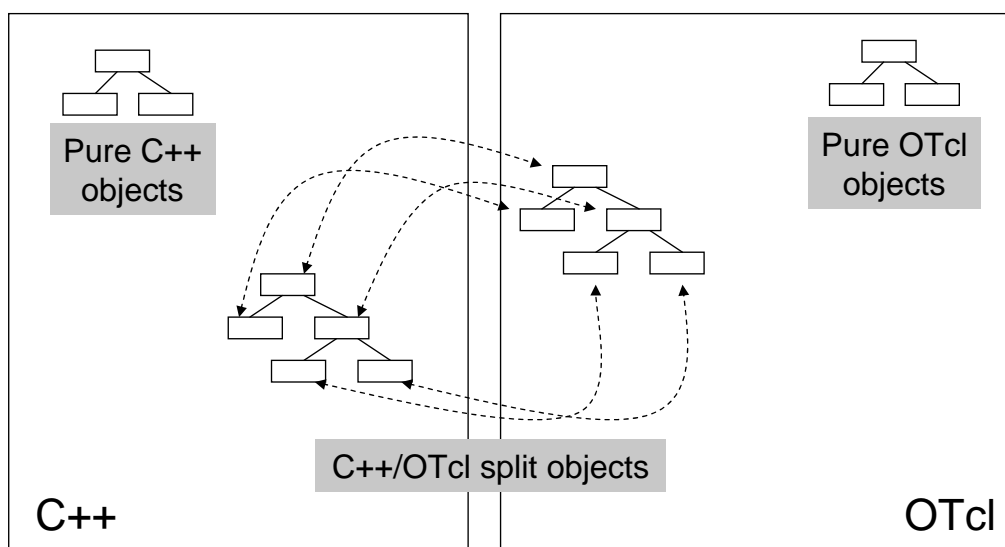 Pure C++
objects
Pure OTcl
objects
C++/OTcl split objects
C++
OTcl